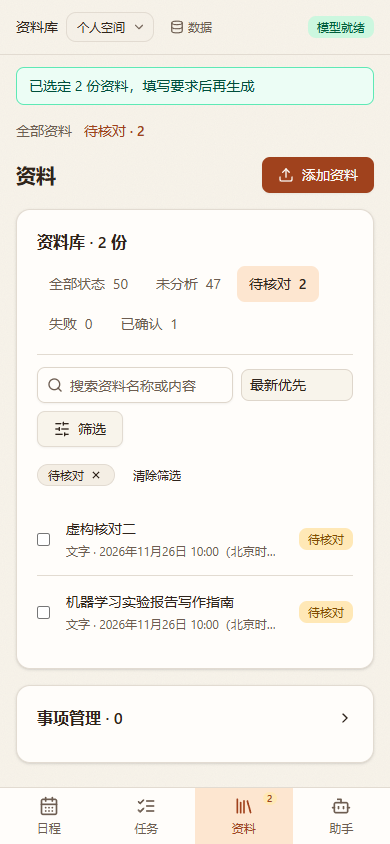 资料库 个人空间 数据 模型就绪
已选定 2 份资料，填写要求后再生成
全部资料 待核对 · 2
资料 添加资料
资料库 · 2 份
全部状态 50 未分析 47 待核对 2
失败 0 已确认 1
搜索资料名称或内容 最新优先
筛选
待核对 × 清除筛选
虚构核对二 待核对
文字 · 2026年11月26日 10:00（北京时...
机器学习实验报告写作指南 待核对
文字 · 2026年11月26日 10:00（北京时...
事项管理 · 0
2
日程 任务 资料 助手